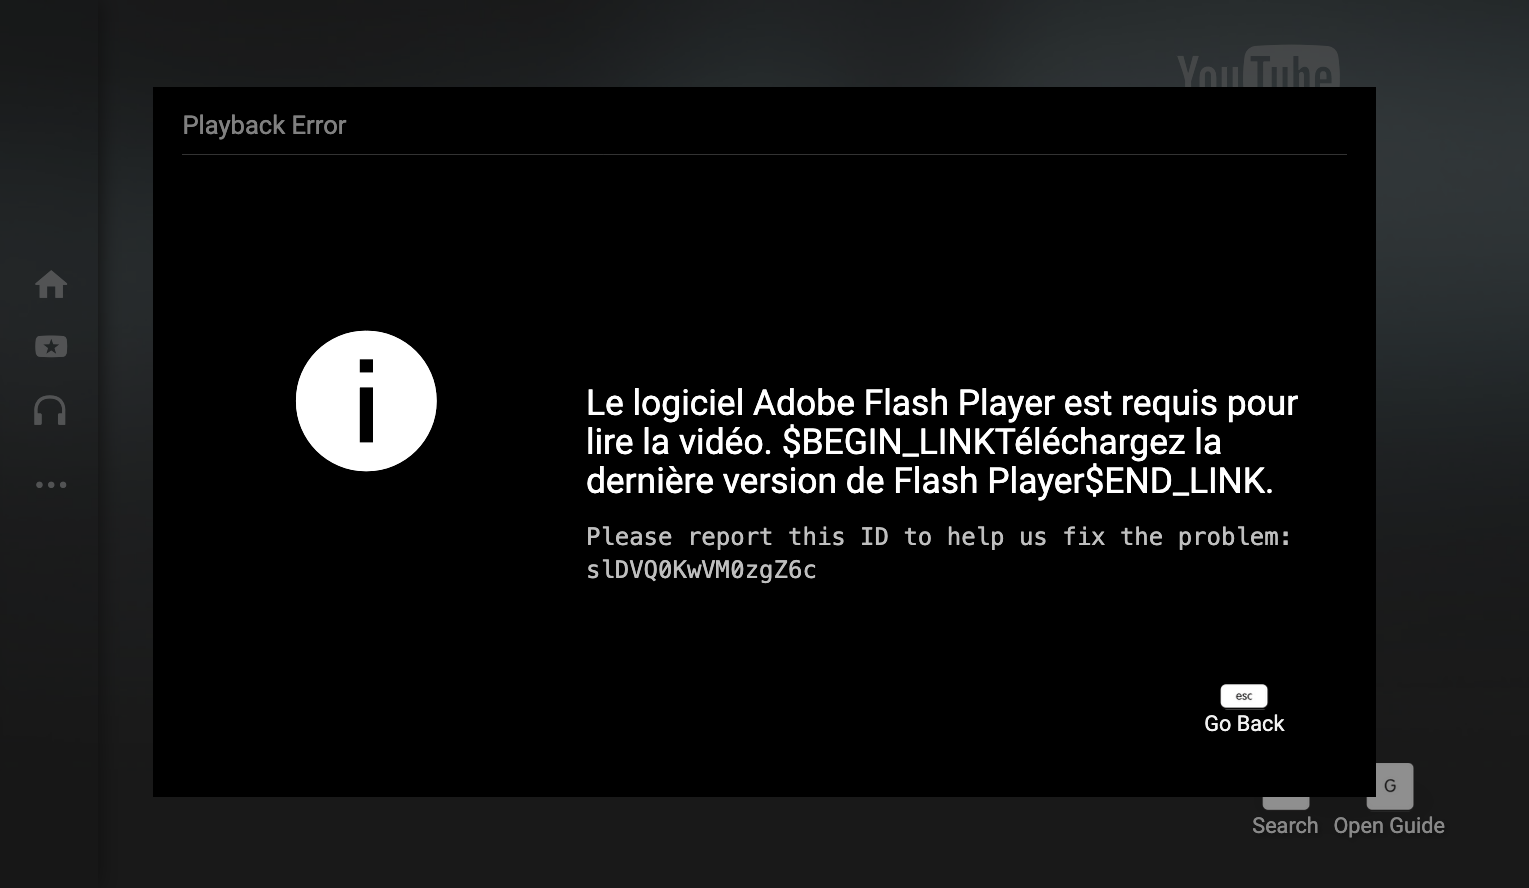 YouTube
Playback Error
Le logiciel Adobe Flash Player est requis pour
lire la vidéo. $BEGIN_LINKTéléchargez la
dernière version de Flash Player$END_LINK.
Please report this ID to help us fix the problem:
slDVQ0KwVM0zgZ6c
esc
Go Back
G
Search
Open Guide